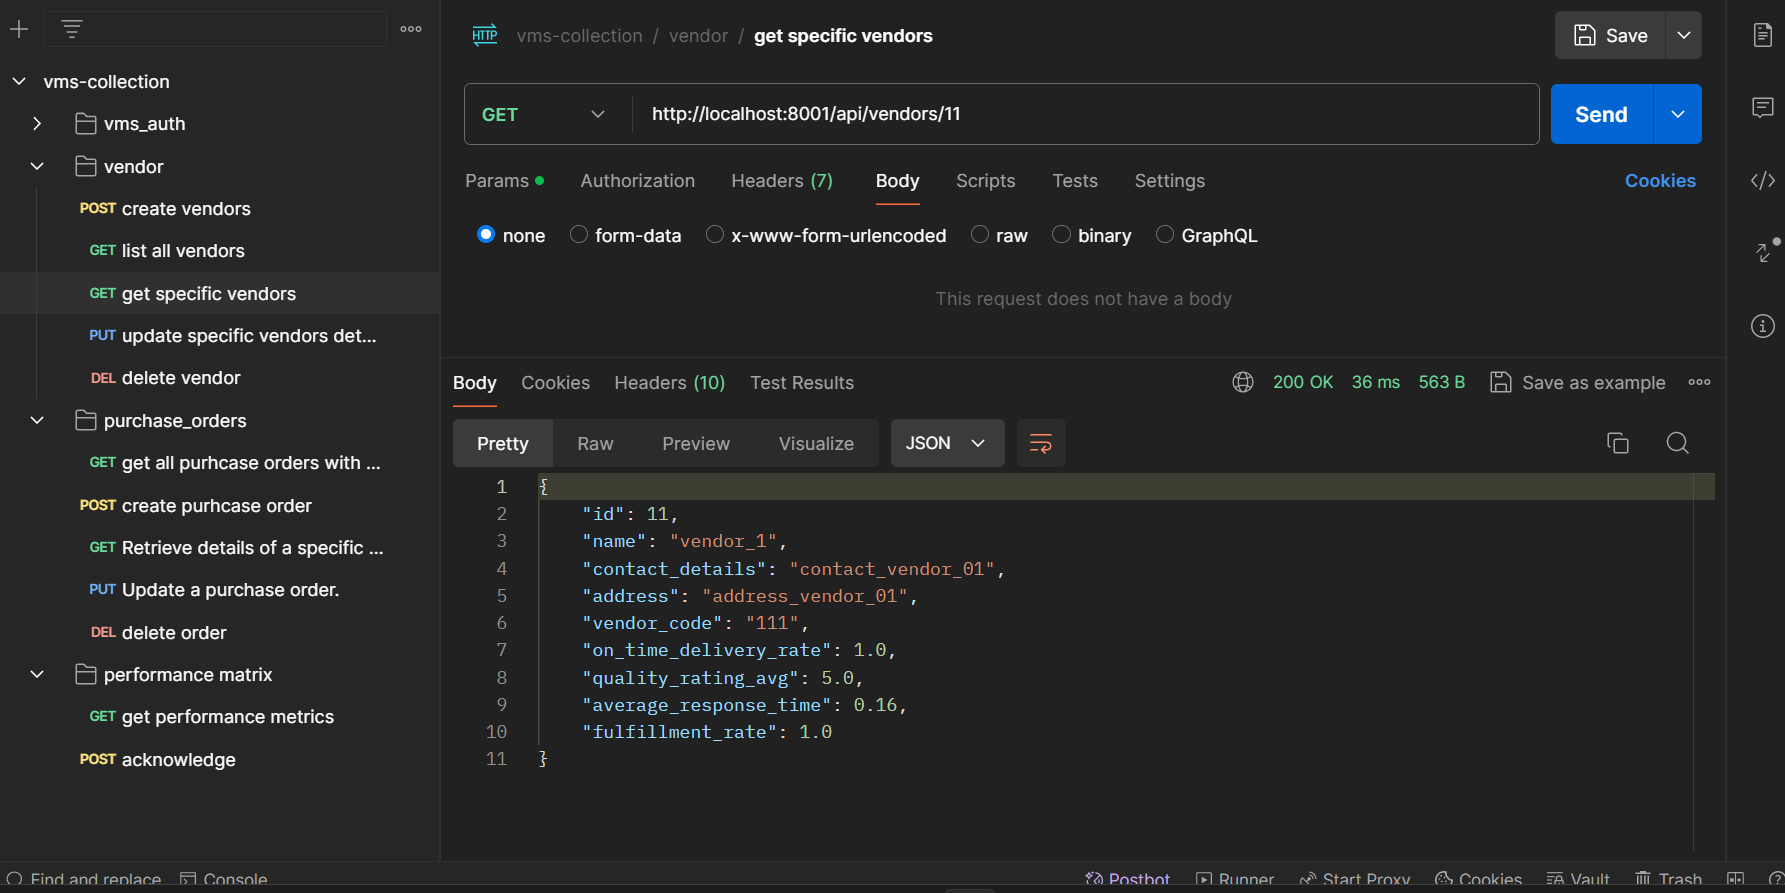 vms-collection
vms_auth
vendor
POST create vendors
GET list all vendors
GET get specific vendors
PUT update specific vendors det...
DEL delete vendor
purchase_orders
GET get all purhcase orders with ...
POST create purhcase order
GET Retrieve details of a specific ...
PUT Update a purchase order.
DEL delete order
performance matrix
GET get performance metrics
POST acknowledge
HTTP vms-collection / vendor / get specific vendors
Save
GET http://localhost:8001/api/vendors/11
Send
Params Authorization Headers (7) Body Scripts Tests Settings Cookies
none form-data x-www-form-urlencoded raw binary GraphQL
This request does not have a body
Body Cookies Headers (10) Test Results 200 OK 36 ms 563 B Save as example
Pretty Raw Preview Visualize JSON
1 {
2 "id": 11,
3 "name": "vendor_1",
4 "contact_details": "contact_vendor_01",
5 "address": "address_vendor_01",
6 "vendor_code": "111",
7 "on_time_delivery_rate": 1.0,
8 "quality_rating_avg": 5.0,
9 "average_response_time": 0.16,
10 "fulfillment_rate": 1.0
11 }
Find and replace Console Postbot Runner Start Proxy Cookies Vault Trash